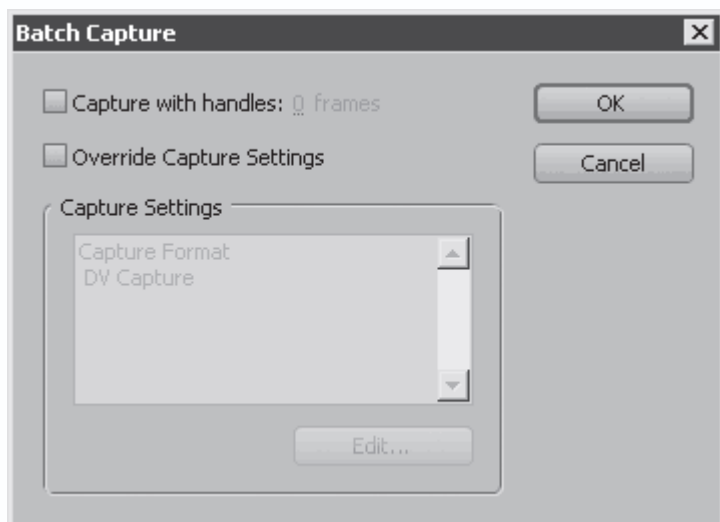 Batch Capture
Capture with handles: 0 frames
OK
Override Capture Settings
Cancel
Capture Settings
Capture Format
DV Capture
Edit...